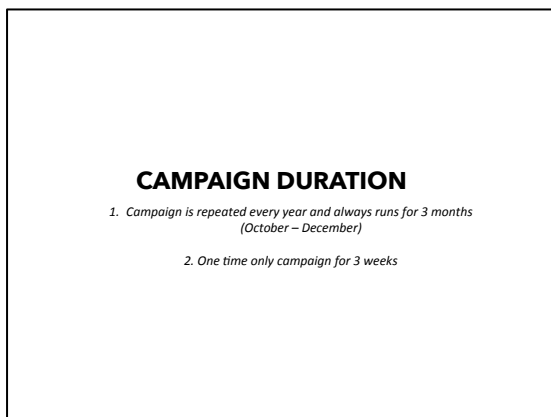 CAMPAIGN DURATION
1. Campaign is repeated every year and always runs for 3 months
(October – December)
2. One time only campaign for 3 weeks